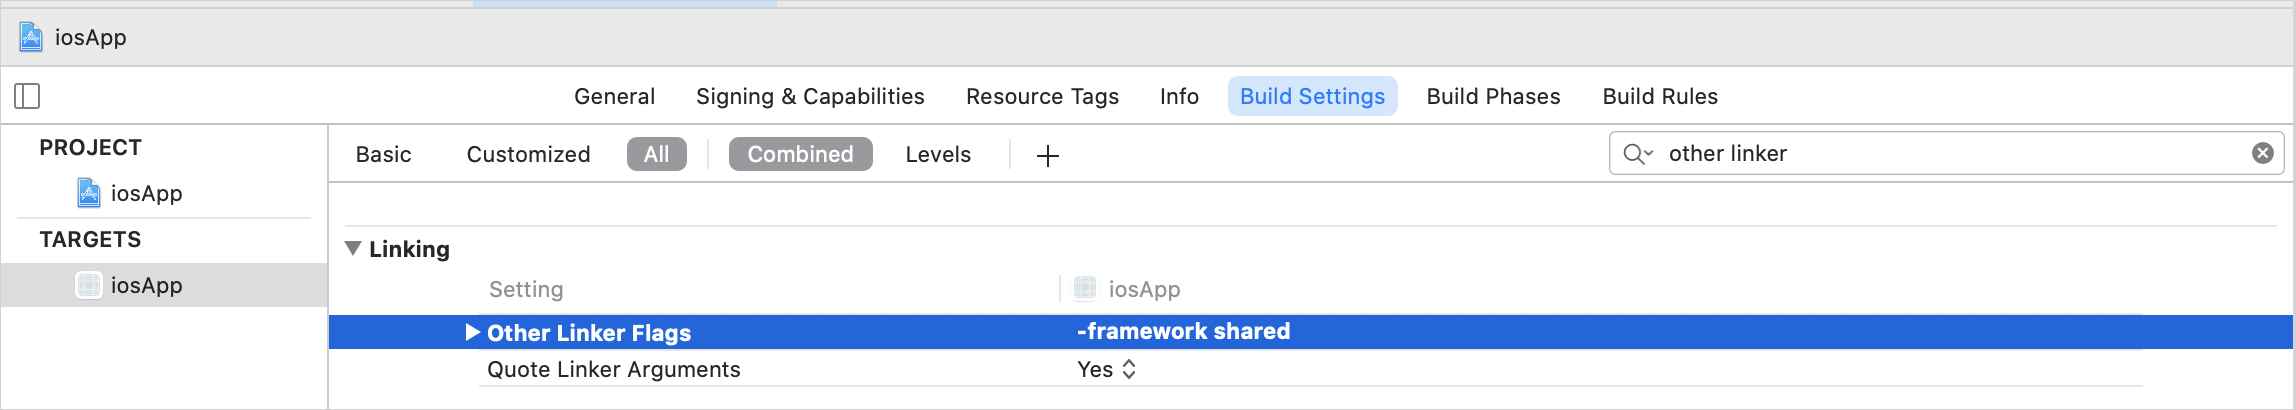 iosApp
General Signing & Capabilities Resource Tags Info Build Settings Build Phases Build Rules
PROJECT
iosApp
TARGETS
iosApp
Basic Customized All Combined Levels + other linker
Linking
Setting iosApp
Other Linker Flags -framework shared
Quote Linker Arguments Yes